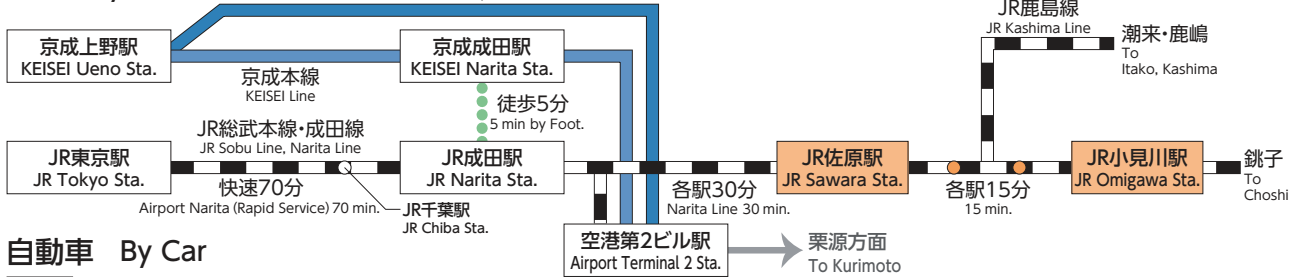 JR鹿島線
JR Kashima Line
潮来・鹿嶋
To
Itako, Kashima
京成上野駅
KEISEI Ueno Sta.
京成成田駅
KEISEI Narita Sta.
京成本線
KEISEI Line
徒歩5分
5 min by Foot.
JR総武本線・成田線
JR Sobu Line, Narita Line
JR東京駅
JR Tokyo Sta.
JR成田駅
JR Narita Sta.
JR佐原駅
JR Sawara Sta.
JR小見川駅
JR Omigawa Sta.
銚子
To
Choshi
快速70分
Airport Narita (Rapid Service) 70 min.
JR千葉駅
JR Chiba Sta.
各駅30分
Narita Line 30 min.
各駅15分
15 min.
空港第2ビル駅
Airport Terminal 2 Sta.
栗源方面
To Kurimoto
自動車 By Car